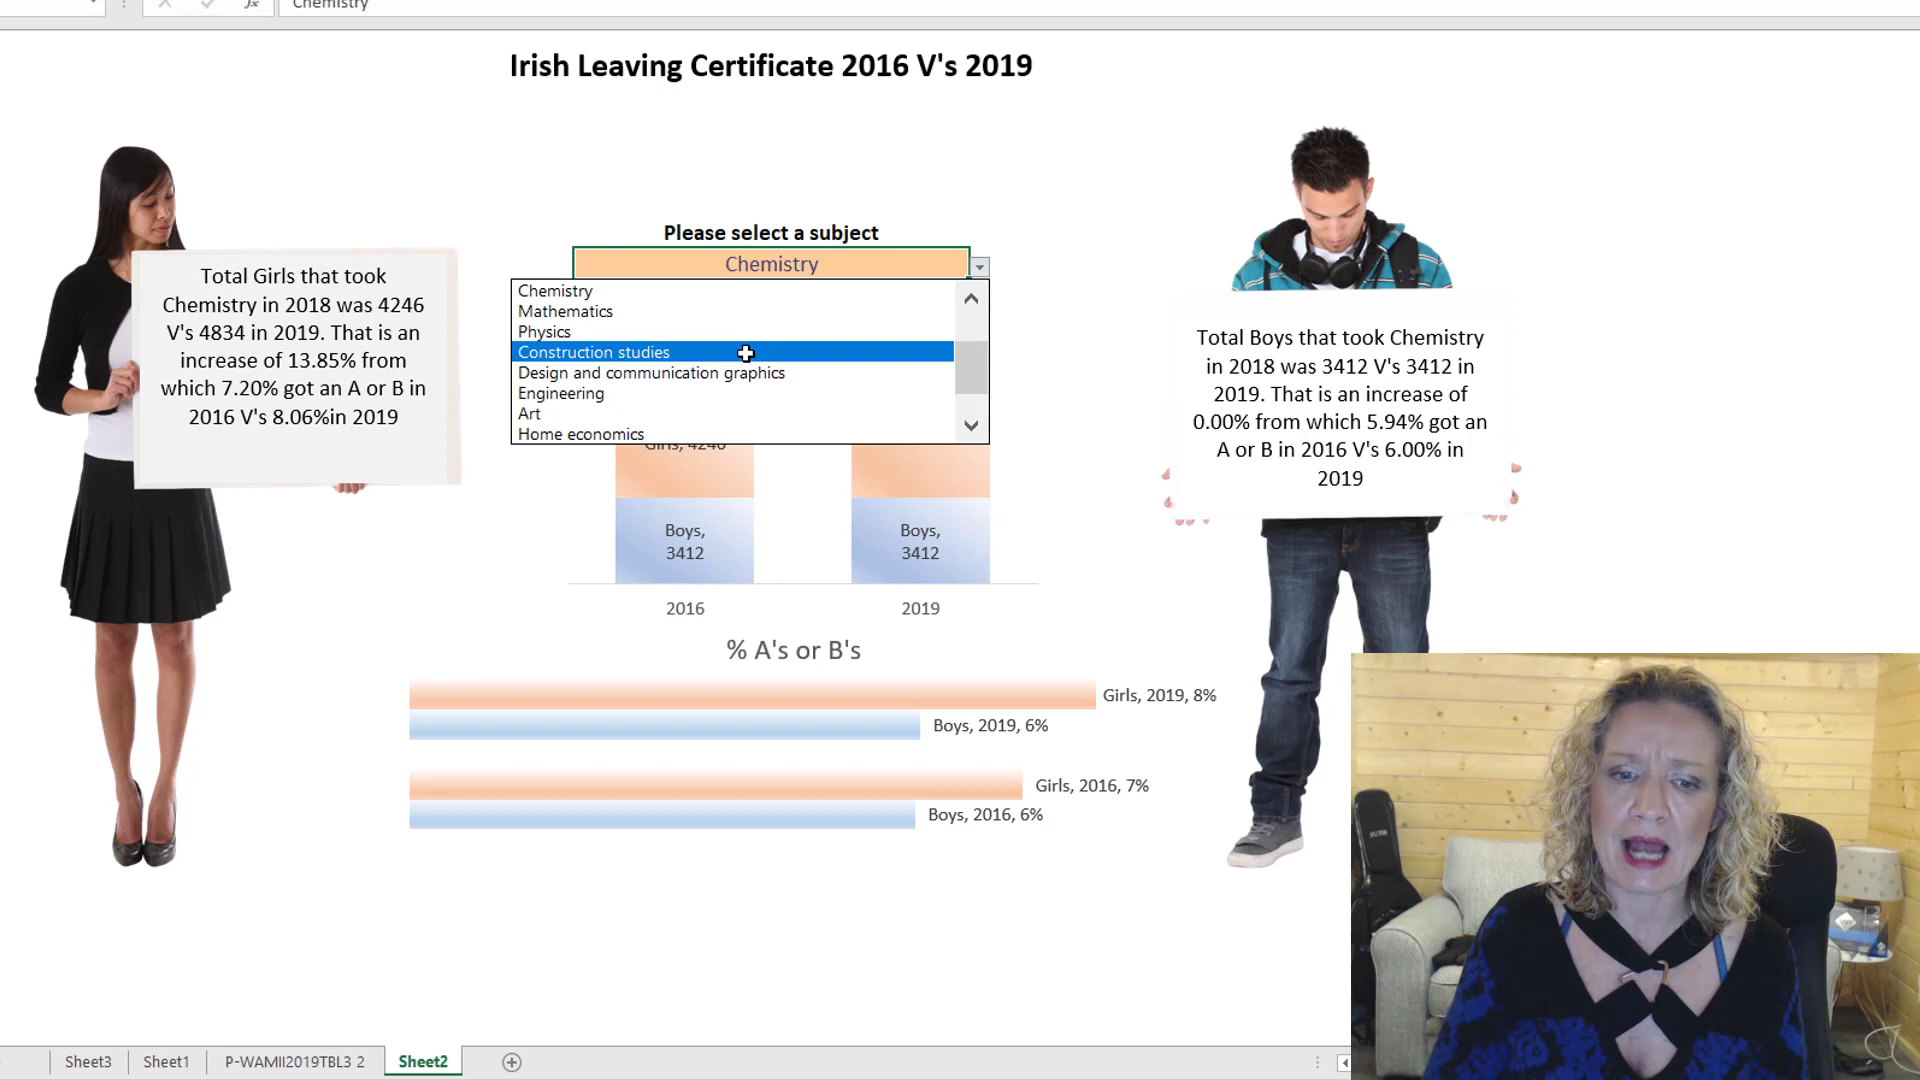 Chemistry
Irish Leaving Certificate 2016 V's 2019
Please select a subject
Chemistry
Chemistry
Mathematics
Physics
Construction studies
Design and communication graphics
Engineering
Art
Home economics
Total Girls that took
Chemistry in 2018 was 4246
V's 4834 in 2019. That is an
increase of 13.85% from
which 7.20% got an A or B in
2016 V's 8.06%in 2019
Total Boys that took Chemistry
in 2018 was 3412 V's 3412 in
2019. That is an increase of
0.00% from which 5.94% got an
A or B in 2016 V's 6.00% in
2019
Girls, 4246
Boys,
3412
Boys,
3412
2016
2019
% A's or B's
Girls, 2019, 8%
Boys, 2019, 6%
Girls, 2016, 7%
Boys, 2016, 6%
Sheet3
Sheet1
P-WAMII2019TBL3 2
Sheet2